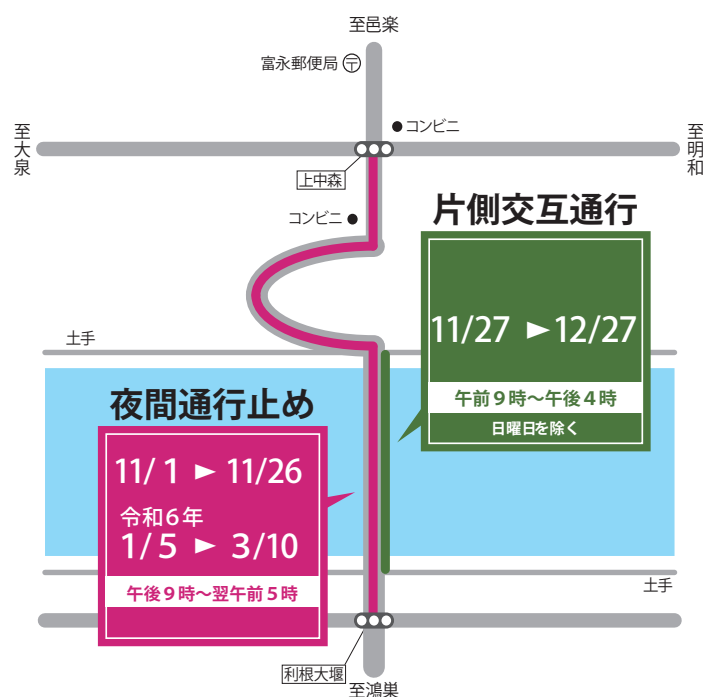 至邑楽
富永郵便局
コンビニ
至大泉
至明和
上中森
コンビニ
片側交互通行
11/27 ► 12/27
午前9時～午後4時
日曜日を除く
土手
夜間通行止め
11/ 1 ► 11/26
令和6年
1/ 5 ► 3/10
午後9時～翌午前5時
土手
利根大堰
至鴻巣